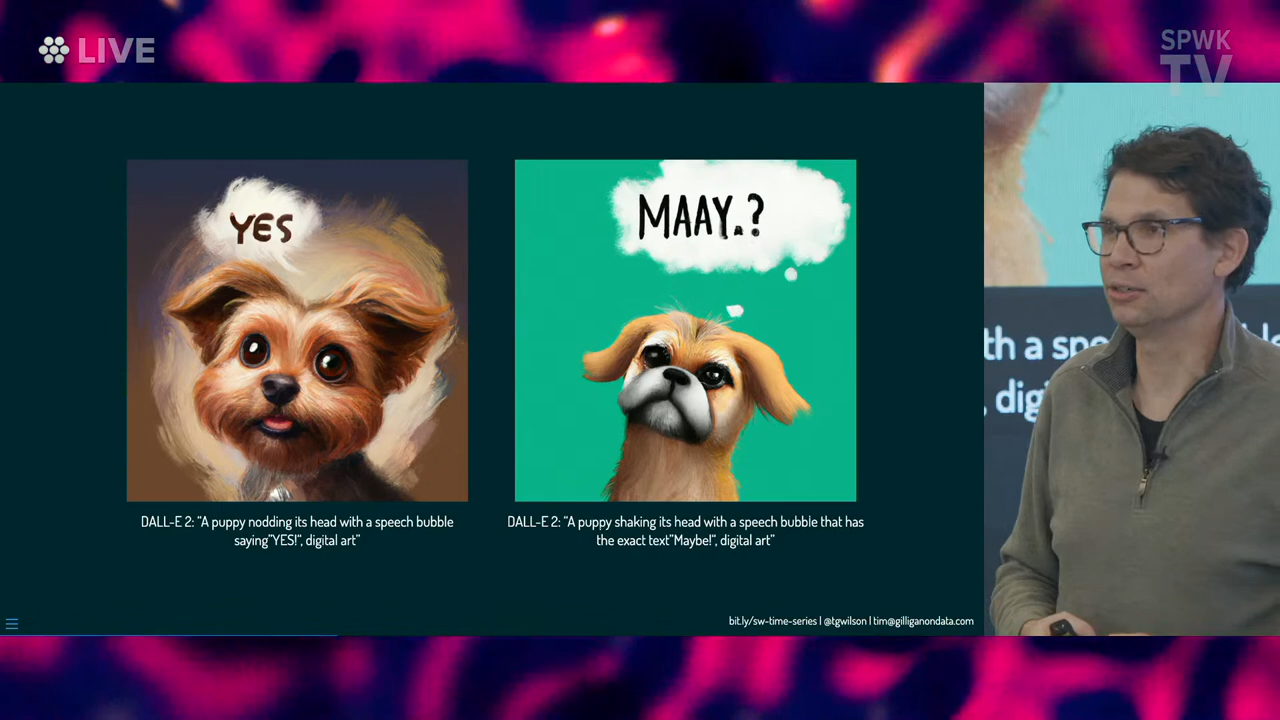 LIVE
SPWK
TV
YES
MAAY.?
DALL-E 2: “A puppy nodding its head with a speech bubble
saying”YES!“, digital art”
DALL-E 2: “A puppy shaking its head with a speech bubble that has
the exact text”Maybe!“, digital art”
th a spe
, dig
bit.ly/sw-time-series | @tgwilson | tim@gilliganondata.com